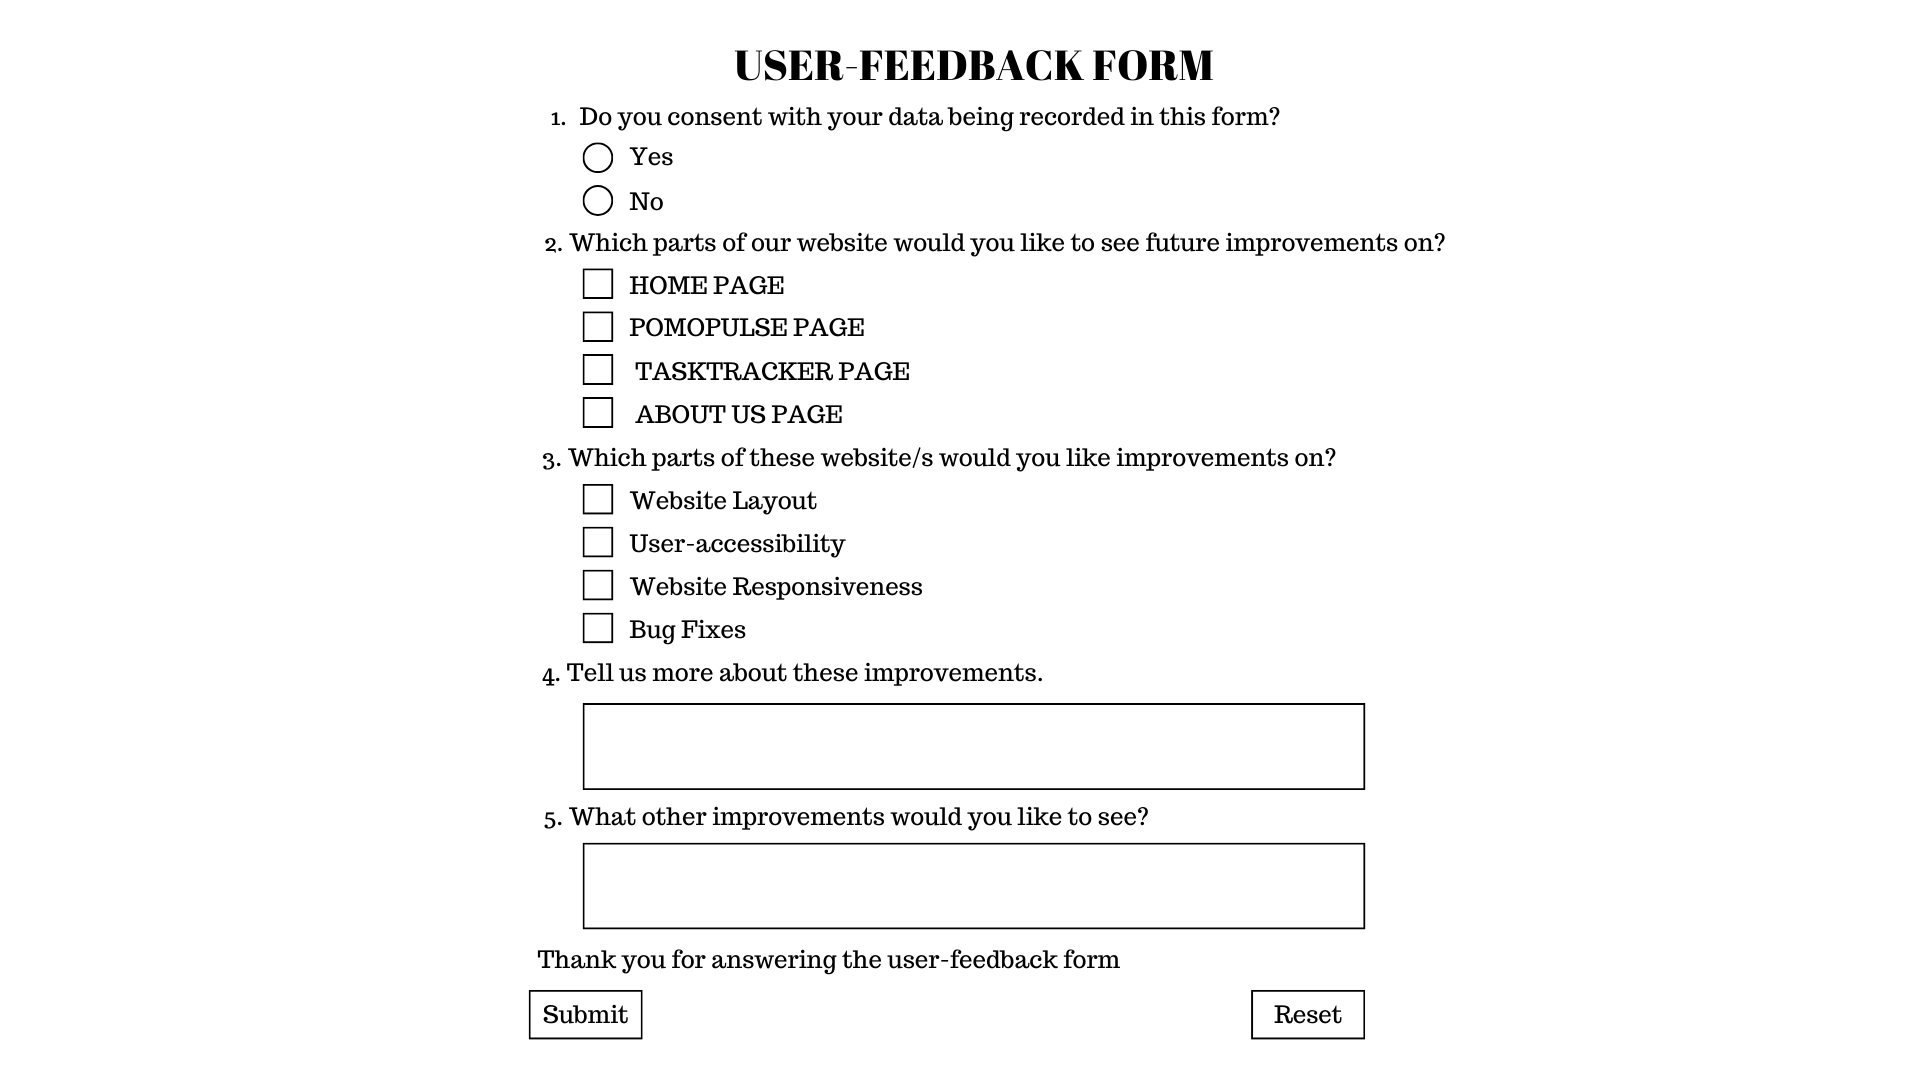 USER-FEEDBACK FORM
1. Do you consent with your data being recorded in this form?
Yes
No
2. Which parts of our website would you like to see future improvements on?
HOME PAGE
POMOPULSE PAGE
TASKTRACKER PAGE
ABOUT US PAGE
3. Which parts of these website/s would you like improvements on?
Website Layout
User-accessibility
Website Responsiveness
Bug Fixes
4. Tell us more about these improvements.
5. What other improvements would you like to see?
Thank you for answering the user-feedback form
Submit
Reset